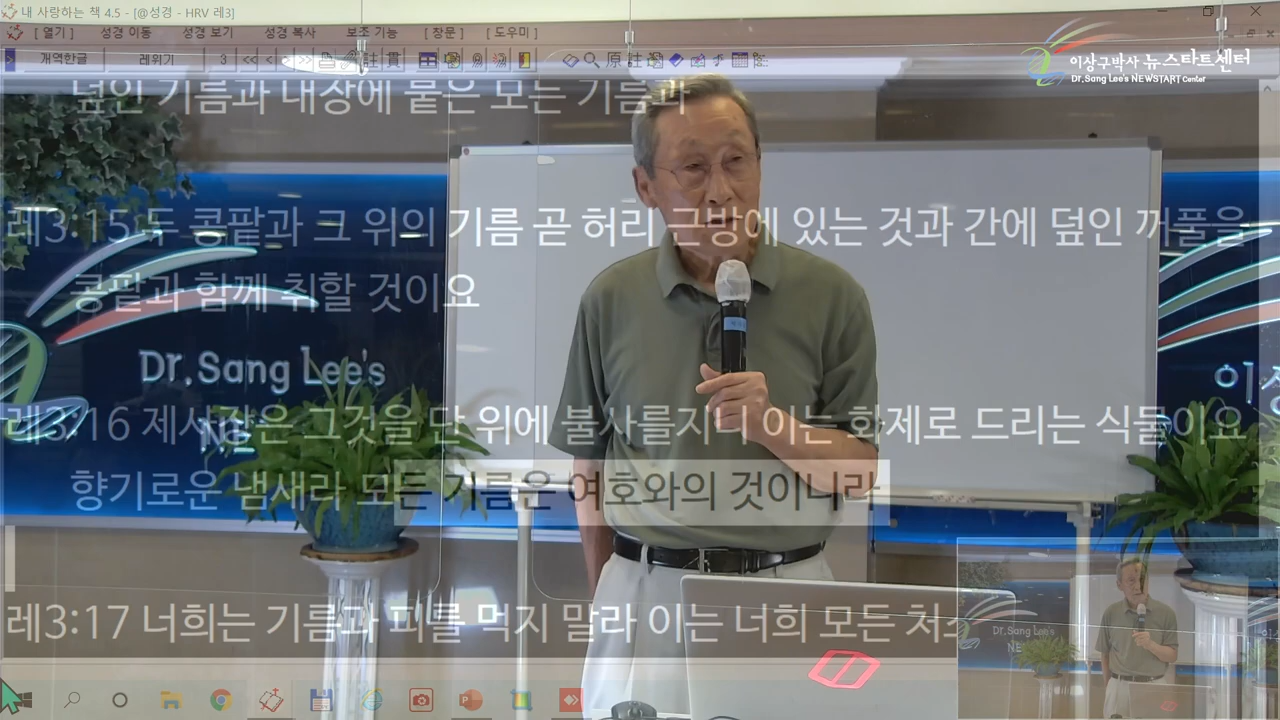 내 사랑하는 책 4.5 - [@성경 - HRV 레3]
[ 열기 ] 성경 이동 성경 보기 성경 복사 보조 기능 [ 창문 ] [ 도우미 ]
개역한글 레위기 3 << < > >>
이상구박사 뉴스타트센터
Dr. Sang Lee's NEWSTART Center
덮인 기름과 내장에 붙은 모든 기름과
레3:15 두 콩팥과 그 위의 기름 곧 허리 근방에 있는 것과 간에 덮인 꺼풀을
콩팥과 함께 취할 것이요
Dr. Sang Lee's
NE
이상
레3:16 제사장은 그것을 단 위에 불사를지니 이는 화제로 드리는 식물이요
향기로운 냄새라 모든 기름은 여호와의 것이니라
레3:17 너희는 기름과 피를 먹지 말라 이는 너희 모든 처소
Dr. Sang Lee's
NE